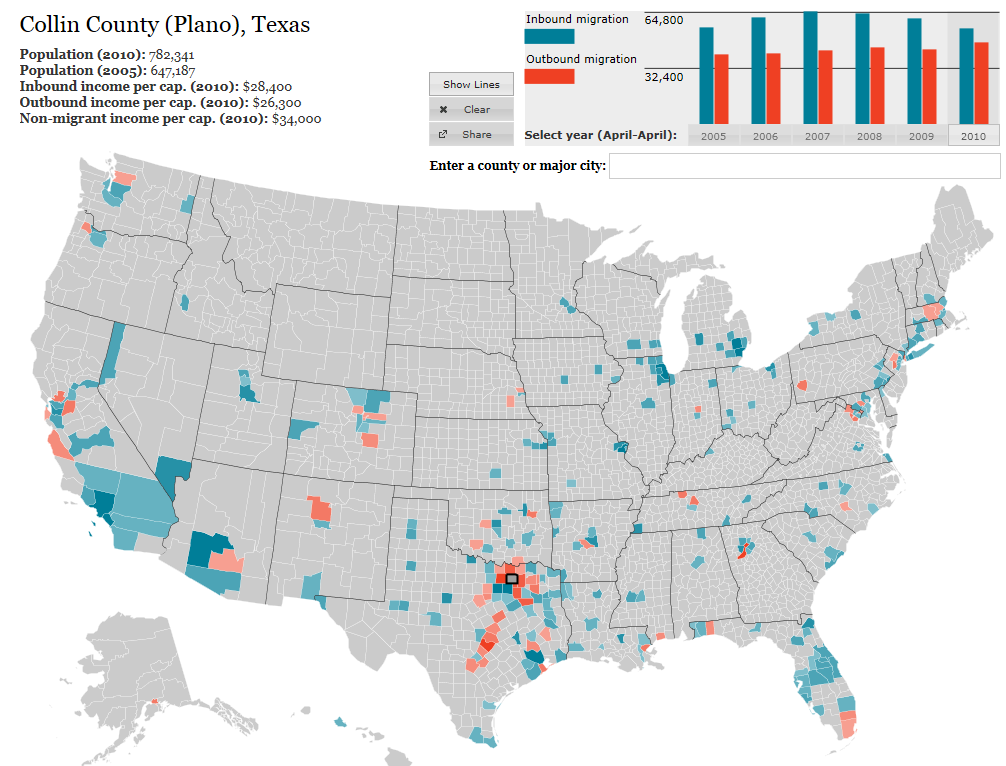 Collin County (Plano), Texas
Population (2010): 782,341
Population (2005): 647,187
Inbound income per cap. (2010): $28,400
Outbound income per cap. (2010): $26,300
Non-migrant income per cap. (2010): $34,000
Show Lines
Clear
Share
Inbound migration
Outbound migration
64,800
32,400
Select year (April-April):
2005 2006 2007 2008 2009 2010
Enter a county or major city: